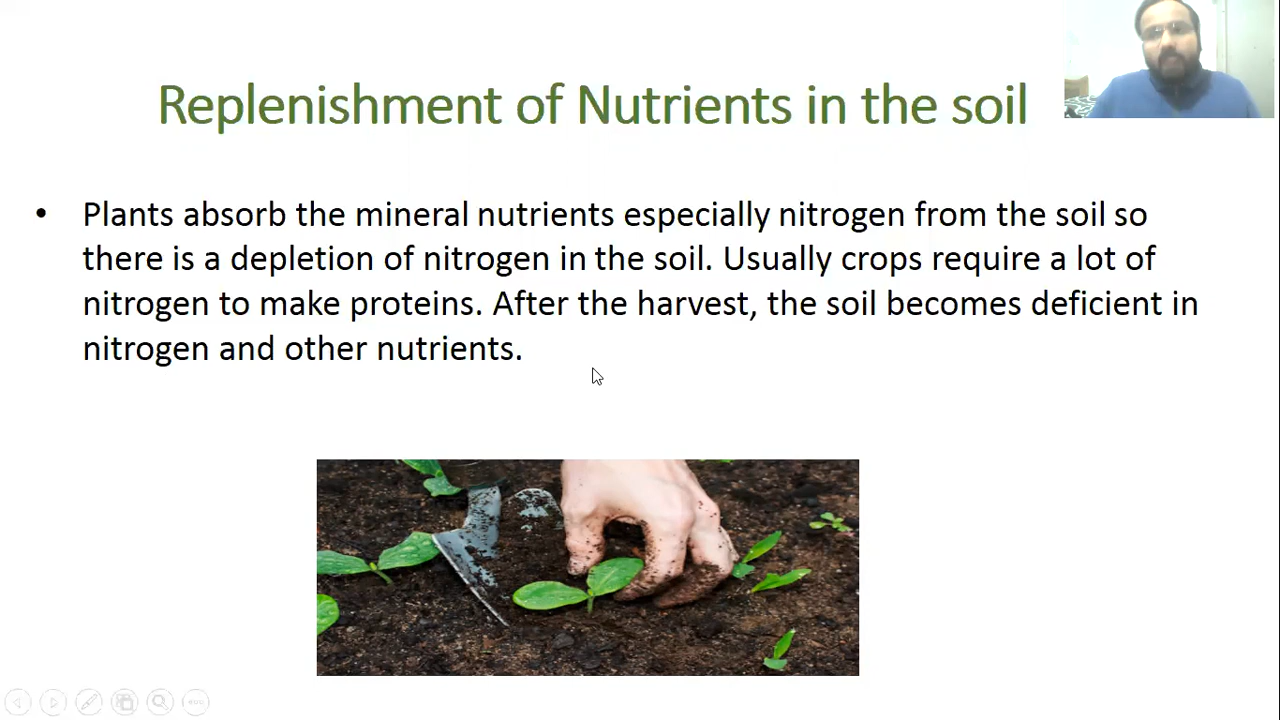 Replenishment of Nutrients in the soil
• Plants absorb the mineral nutrients especially nitrogen from the soil so
there is a depletion of nitrogen in the soil. Usually crops require a lot of
nitrogen to make proteins. After the harvest, the soil becomes deficient in
nitrogen and other nutrients.